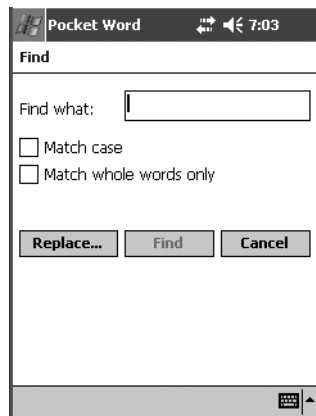 Pocket Word 7:03
Find
Find what:
Match case
Match whole words only
Replace... Find Cancel